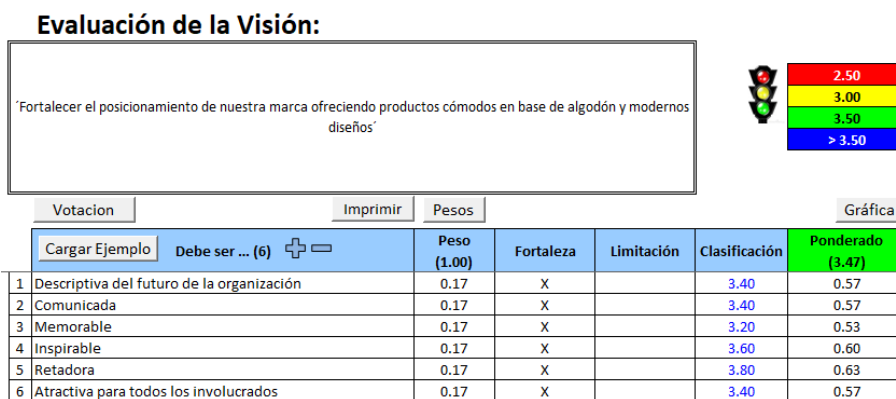 Evaluación de la Visión:
´Fortalecer el posicionamiento de nuestra marca ofreciendo productos cómodos en base de algodón y modernos
diseños´
2.50
3.00
3.50
> 3.50
Votacion Imprimir Pesos Gráfica
Cargar Ejemplo Debe ser ... (6) Peso (1.00) Fortaleza Limitación Clasificación Ponderado (3.47)
1 Descriptiva del futuro de la organización 0.17 X 3.40 0.57
2 Comunicada 0.17 X 3.40 0.57
3 Memorable 0.17 X 3.20 0.53
4 Inspirable 0.17 X 3.60 0.60
5 Retadora 0.17 X 3.80 0.63
6 Atractiva para todos los involucrados 0.17 X 3.40 0.57